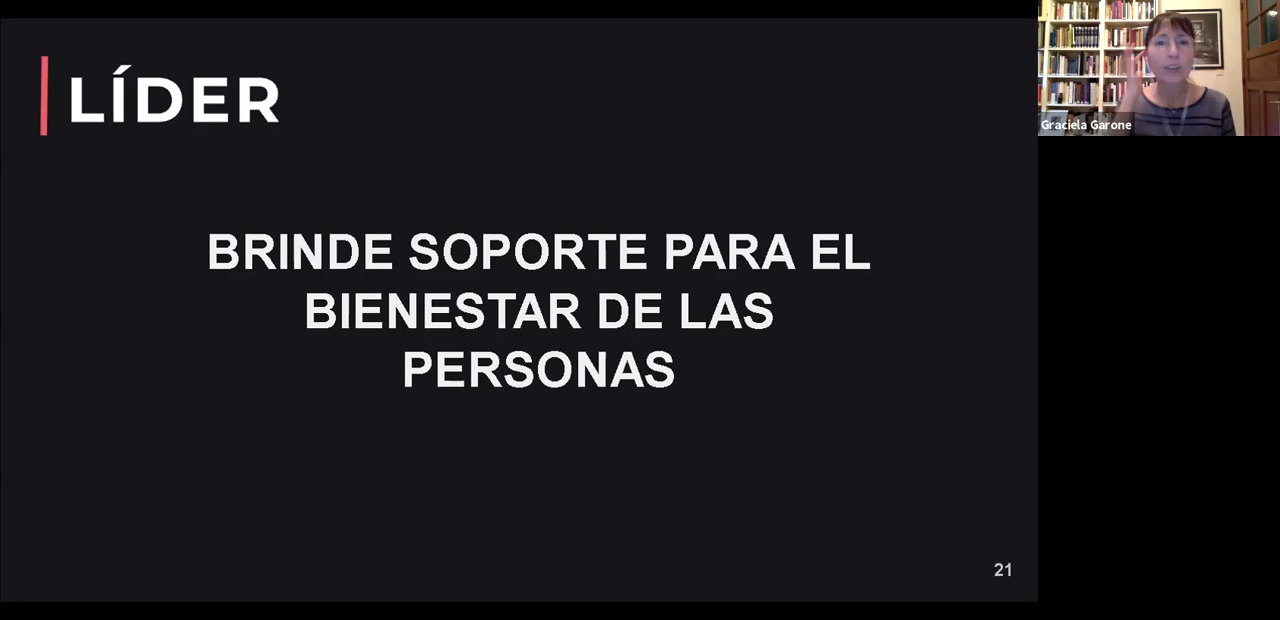 LÍDER
BRINDE SOPORTE PARA EL
BIENESTAR DE LAS
PERSONAS
21
Graciela Garone